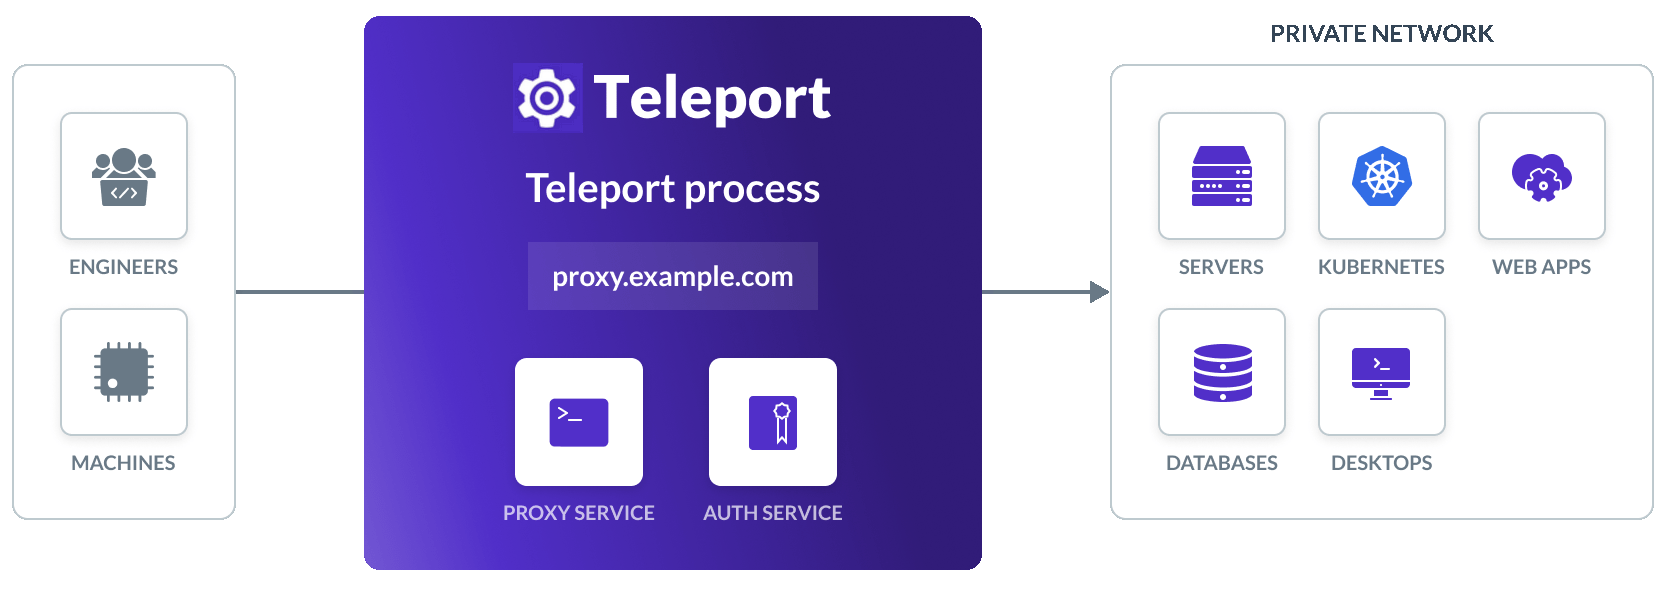 PRIVATE NETWORK
ENGINEERS
MACHINES
Teleport
Teleport process
proxy.example.com
>_
PROXY SERVICE
AUTH SERVICE
SERVERS
KUBERNETES
WEB APPS
DATABASES
>_
DESKTOPS